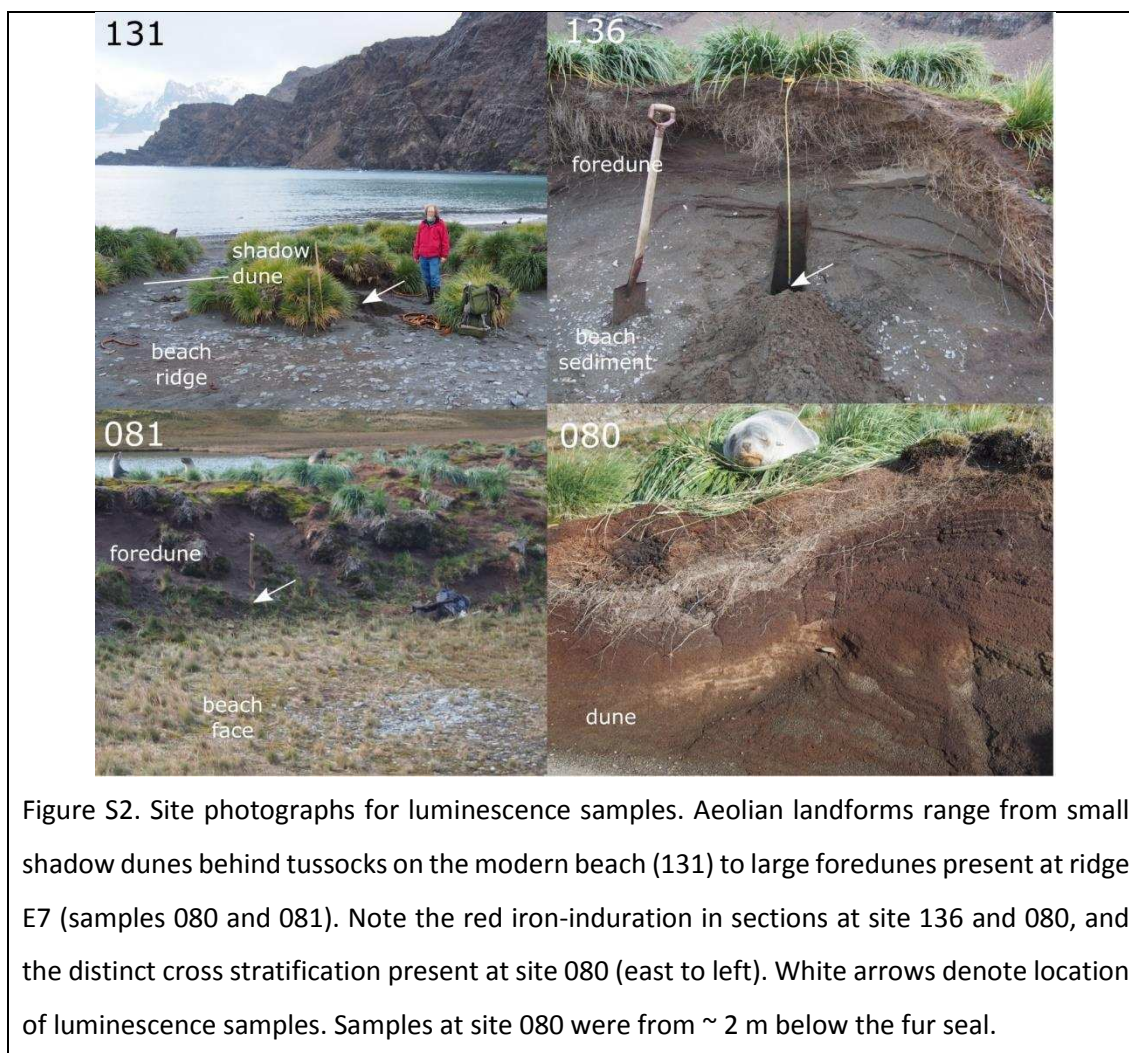 131
136
shadow
dune
foredune
beach
ridge
beach
sediment
081
080
foredune
beach
face
dune
Figure S2. Site photographs for luminescence samples. Aeolian landforms range from small
shadow dunes behind tussocks on the modern beach (131) to large foredunes present at ridge
E7 (samples 080 and 081). Note the red iron-induration in sections at site 136 and 080, and
the distinct cross stratification present at site 080 (east to left). White arrows denote location
of luminescence samples. Samples at site 080 were from ~ 2 m below the fur seal.